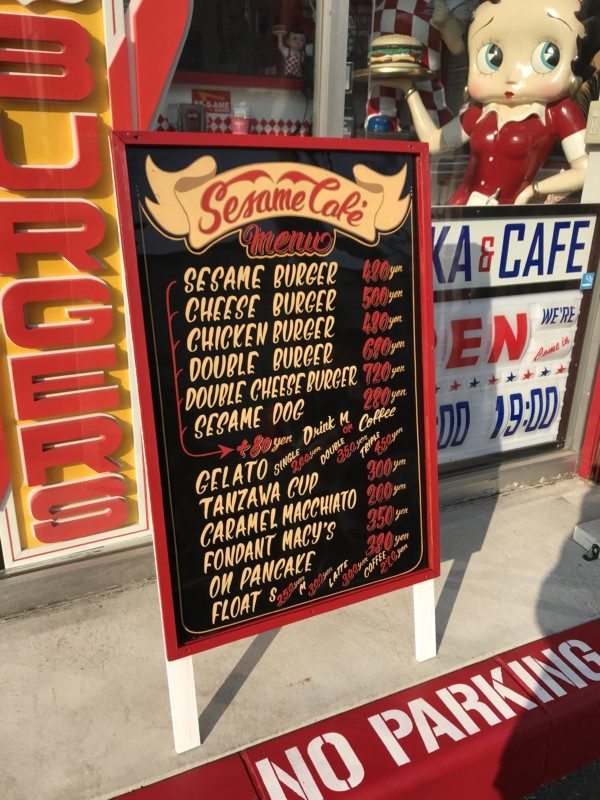 BURGERS
Sesame Café
Menu
SESAME BURGER 480yen
CHEESE BURGER 500yen
CHICKEN BURGER 480yen
DOUBLE BURGER 680yen
DOUBLE CHEESE BURGER 720yen
SESAME DOG 280yen
+80yen Drink M OR Coffee
GELATO SINGLE 200yen DOUBLE 350yen TRIPLE 450yen
TANZAWA CUP 300yen
CARAMEL MACCHIATO 200yen
FONDANT MACY'S 350yen
ON PANCAKE 380yen
FLOAT S 250yen M 300yen LATTE 300yen COFFEE 210yen
KA & CAFE
EN WE'RE
Come in
00 19:00
NO PARKING